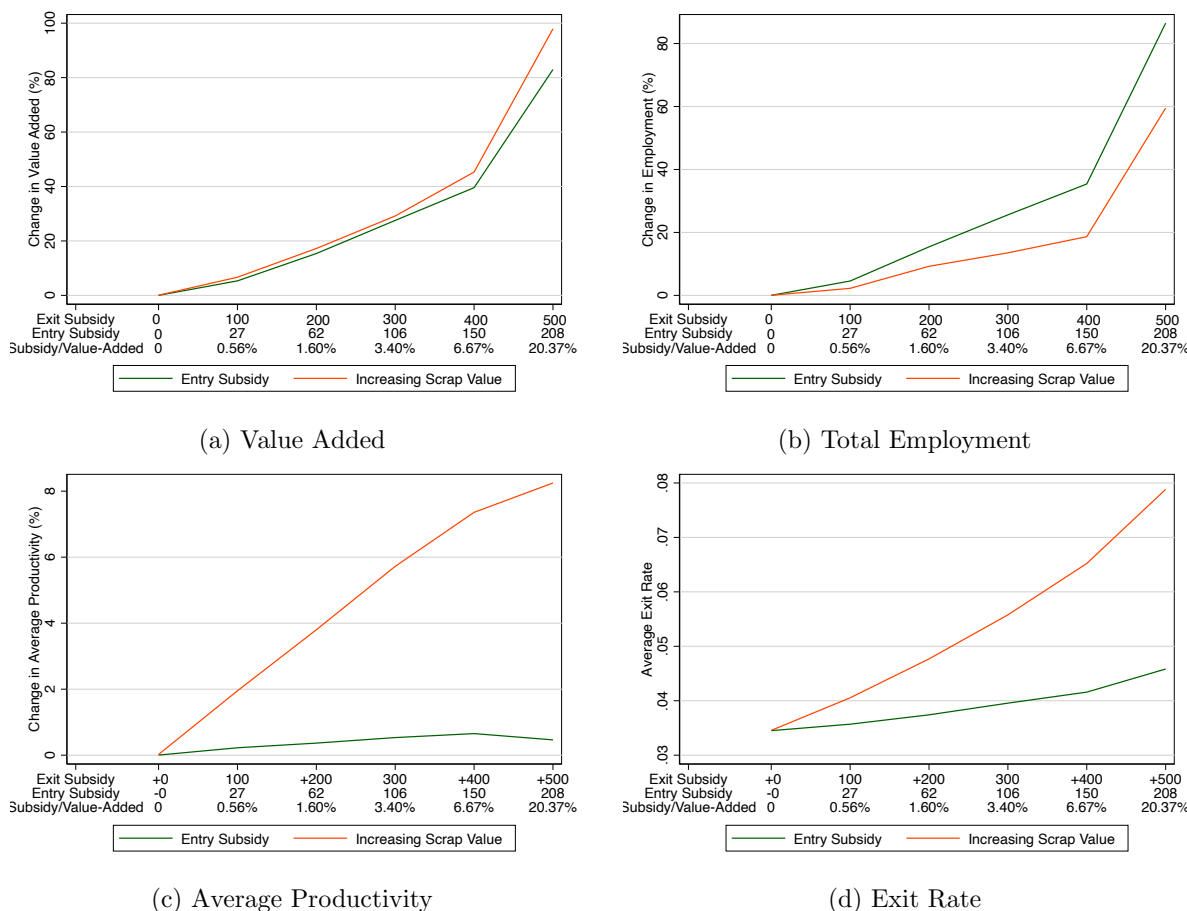 Change in Value Added (%)
0 20 40 60 80 100
Exit Subsidy 0 100 200 300 400 500
Entry Subsidy 0 27 62 106 150 208
Subsidy/Value-Added 0 0.56% 1.60% 3.40% 6.67% 20.37%
Entry Subsidy Increasing Scrap Value
(a) Value Added
Change in Employment (%)
0 20 40 60 80
Exit Subsidy 0 100 200 300 400 500
Entry Subsidy 0 27 62 106 150 208
Subsidy/Value-Added 0 0.56% 1.60% 3.40% 6.67% 20.37%
Entry Subsidy Increasing Scrap Value
(b) Total Employment
Change in Average Productivity (%)
0 2 4 6 8
Exit Subsidy +0 100 +200 300 +400 +500
Entry Subsidy -0 27 62 106 150 208
Subsidy/Value-Added 0 0.56% 1.60% 3.40% 6.67% 20.37%
Entry Subsidy Increasing Scrap Value
(c) Average Productivity
Average Exit Rate
.03 .04 .05 .06 .07 .08
Exit Subsidy +0 100 +200 300 +400 +500
Entry Subsidy -0 27 62 106 150 208
Subsidy/Value-Added 0 0.56% 1.60% 3.40% 6.67% 20.37%
Entry Subsidy Increasing Scrap Value
(d) Exit Rate